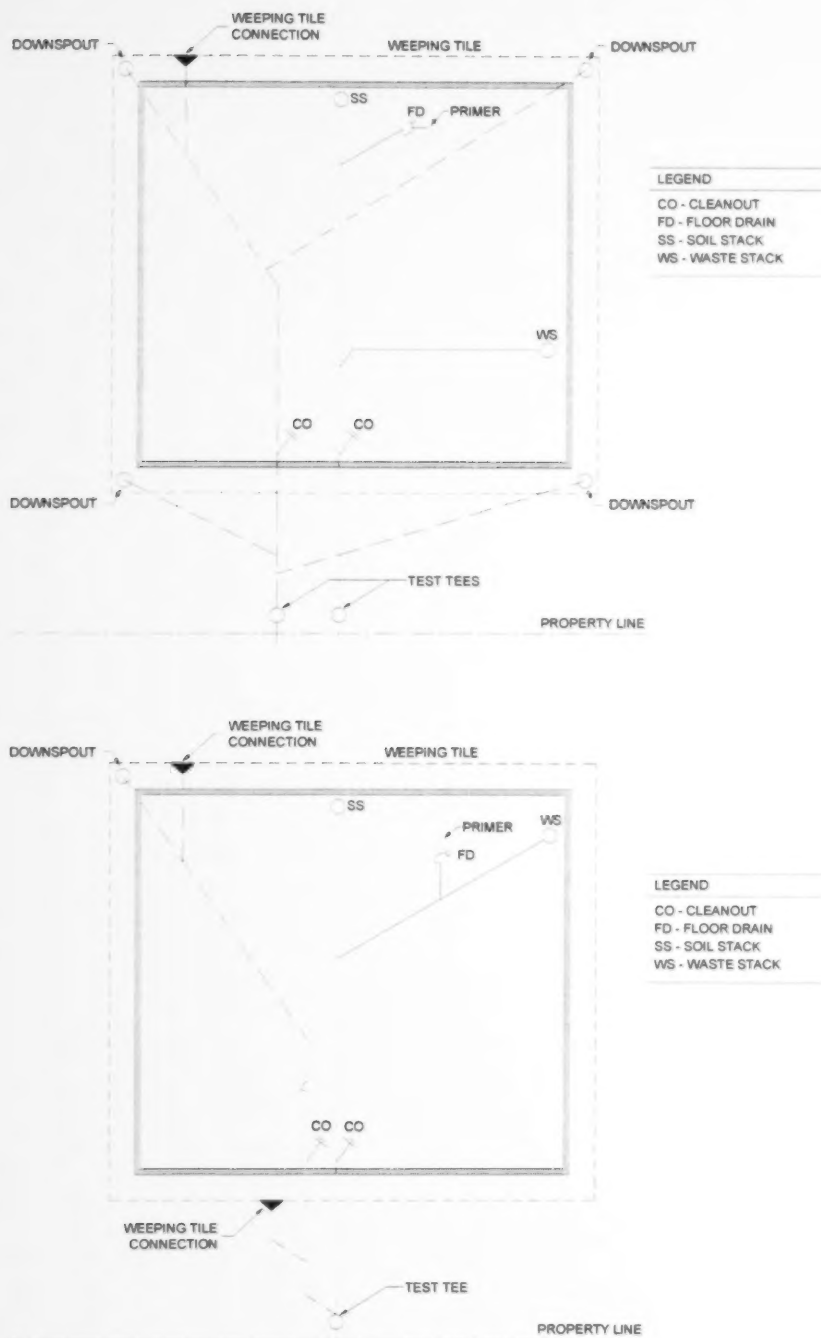 WEEPING TILE
CONNECTION
DOWNSPOUT
WEEPING TILE
DOWNSPOUT
SS
FD
PRIMER
LEGEND
CO - CLEANOUT
FD - FLOOR DRAIN
SS - SOIL STACK
WS - WASTE STACK
WS
CO
CO
DOWNSPOUT
DOWNSPOUT
TEST TEES
PROPERTY LINE
WEEPING TILE
CONNECTION
DOWNSPOUT
WEEPING TILE
SS
PRIMER
WS
FD
LEGEND
CO - CLEANOUT
FD - FLOOR DRAIN
SS - SOIL STACK
WS - WASTE STACK
CO
CO
WEEPING TILE
CONNECTION
TEST TEE
PROPERTY LINE